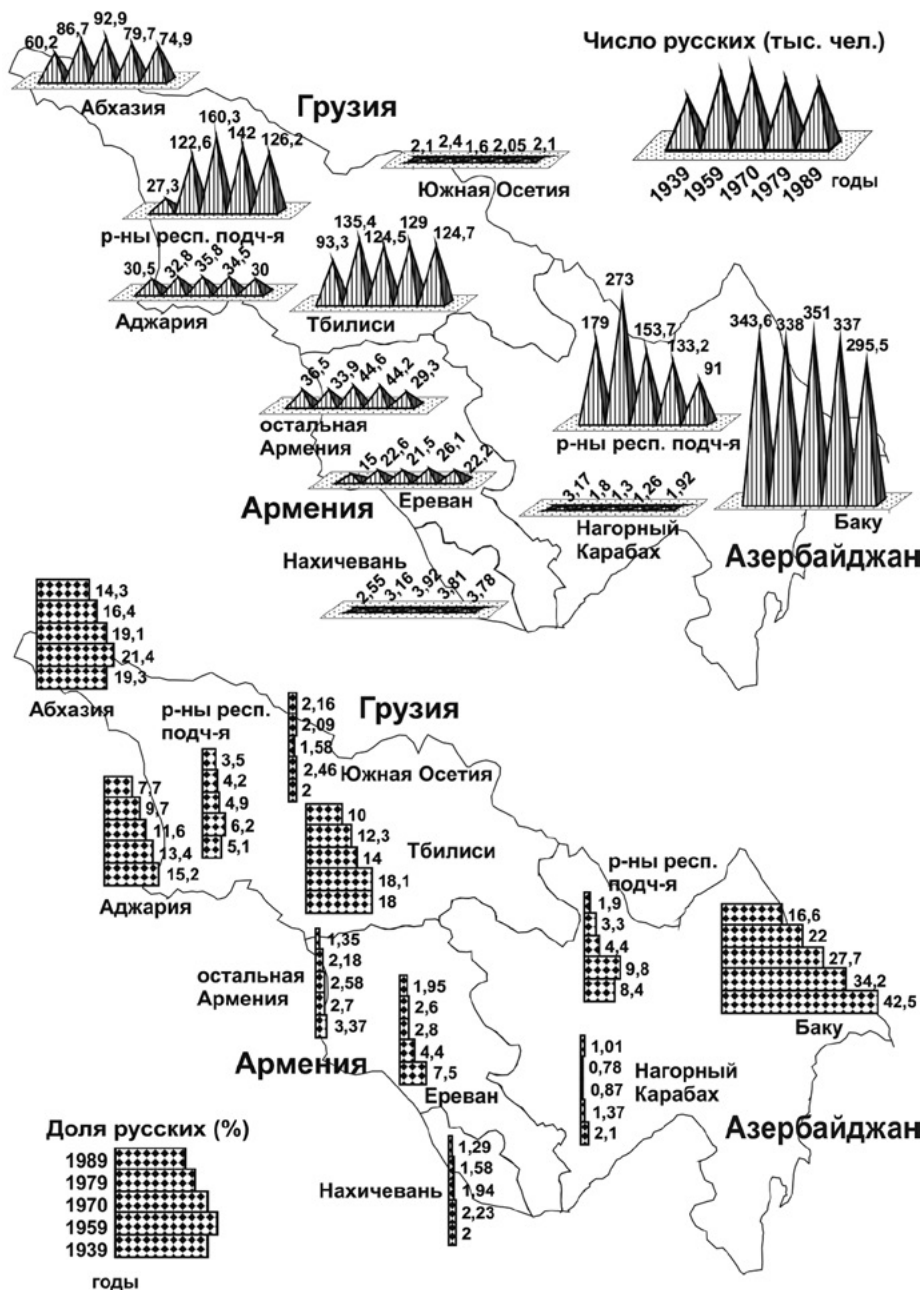 60,2 86,7 92,9 79,7 74,9
Абхазия
Число русских (тыс. чел.)
1939 1959 1970 1979 1989 годы
Грузия
2,1 2,4 1,6 2,05 2,1
Южная Осетия
27,3 122,6 160,3 142 126,2
р-ны респ. подч-я
30,5 32,8 35,8 34,5 30
Аджария
93,3 135,4 124,5 129 124,7
Тбилиси
179 273 153,7 133,2 91
р-ны респ. подч-я
343,6 338 351 337 295,5
Баку
36,5 33,9 44,6 44,2 29,3
остальная
Армения
15 22,6 21,5 26,1 22,2
Ереван
Армения
3,17 1,8 1,3 1,26 1,92
Нагорный
Карабах
Азербайджан
Нахичевань
2,55 3,16 3,92 3,81 3,78
14,3
16,4
19,1
21,4
19,3
Абхазия
р-ны респ.
подч-я
3,5
4,2
4,9
6,2
5,1
Грузия
2,16
2,09
1,58
2,46
2
Южная Осетия
7,7
9,7
11,6
13,4
15,2
Аджария
10
12,3
14
18,1
18
Тбилиси
р-ны респ.
подч-я
1,9
3,3
4,4
9,8
8,4
16,6
22
27,7
34,2
42,5
Баку
остальная
Армения
1,35
2,18
2,58
2,7
3,37
1,95
2,6
2,8
4,4
7,5
Ереван
Армения
1,01
0,78
0,87
1,37
2,1
Нагорный
Карабах
Азербайджан
Нахичевань
1,29
1,58
1,94
2,23
2
Доля русских (%)
1989
1979
1970
1959
1939
годы